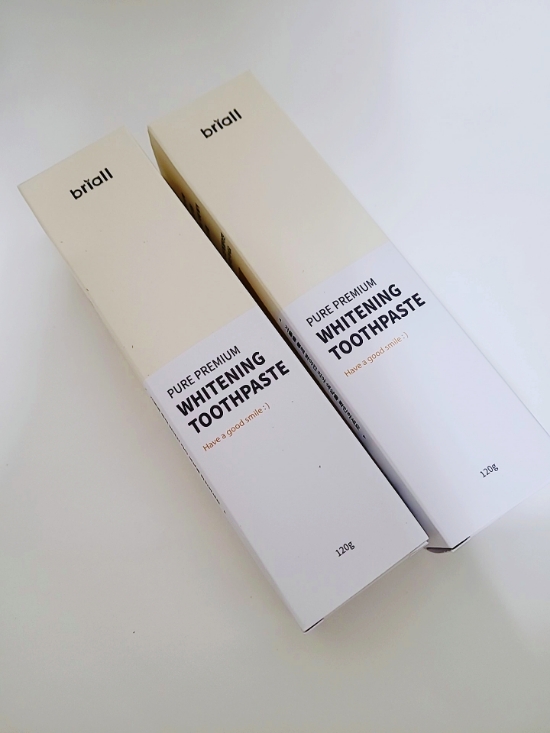 briall
PURE PREMIUM
WHITENING
TOOTHPASTE
Have a good smile :)
120g
briall
PURE PREMIUM
WHITENING
TOOTHPASTE
Have a good smile :)
120g